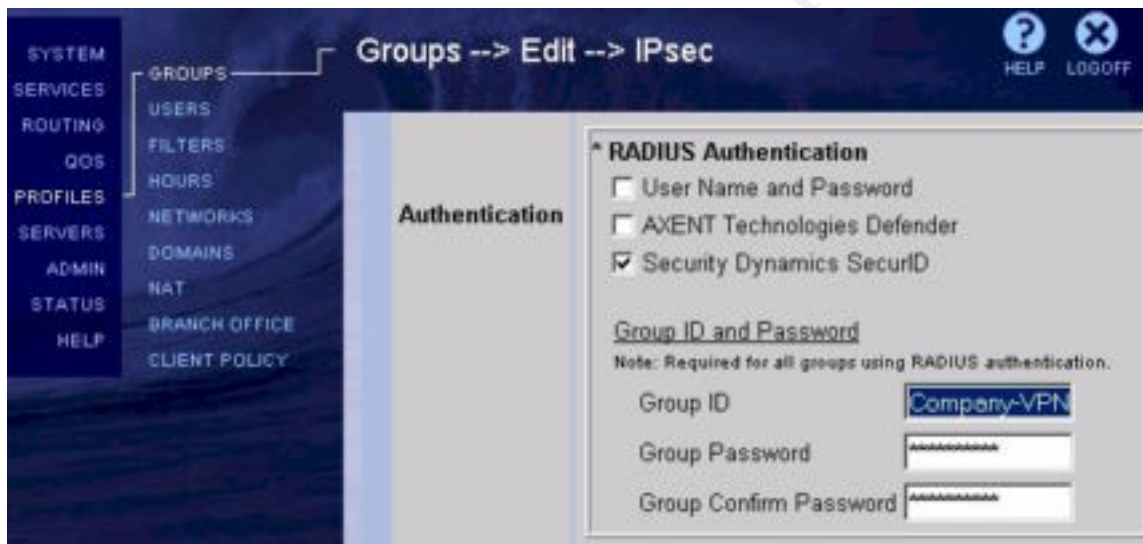 SYSTEM
SERVICES
ROUTING
QOS
PROFILES
SERVERS
ADMIN
STATUS
HELP
GROUPS
USERS
FILTERS
HOURS
NETWORKS
DOMAINS
NAT
BRANCH OFFICE
CLIENT POLICY
Groups --> Edit --> IPsec
HELP
LOGOFF
Authentication
* RADIUS Authentication
User Name and Password
AXENT Technologies Defender
Security Dynamics SecurID
Group ID and Password
Note: Required for all groups using RADIUS authentication.
Group ID Company-VPN
Group Password **********
Group Confirm Password **********